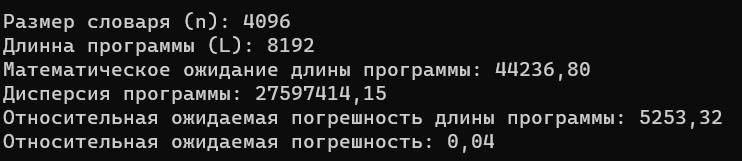 Размер словаря (n): 4096
Длинна программы (L): 8192
Математическое ожидание длины программы: 44236,80
Дисперсия программы: 27597414,15
Относительная ожидаемая погрешность длины программы: 5253,32
Относительная ожидаемая погрешность: 0,04